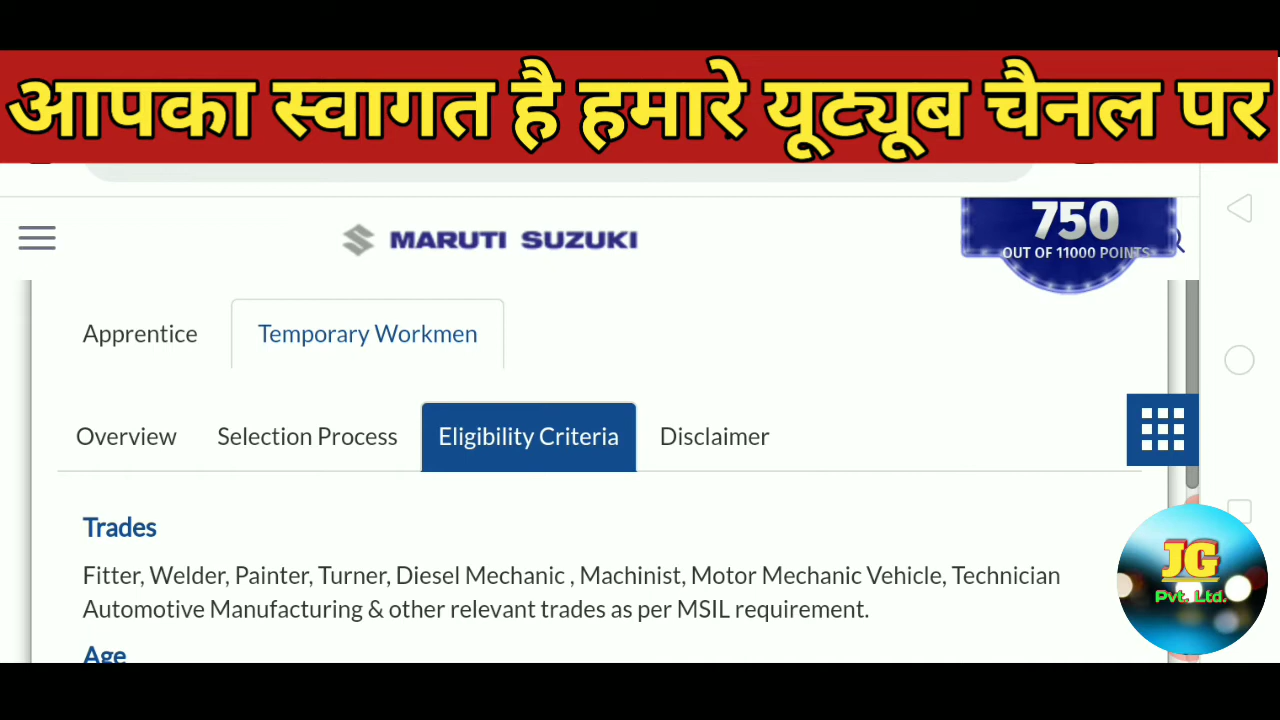 आपका स्वागत है हमारे यूट्यूब चैनल पर
MARUTI SUZUKI
750
OUT OF 11000 POINTS
Apprentice
Temporary Workmen
Overview
Selection Process
Eligibility Criteria
Disclaimer
Trades
Fitter, Welder, Painter, Turner, Diesel Mechanic , Machinist, Motor Mechanic Vehicle, Technician
Automotive Manufacturing & other relevant trades as per MSIL requirement.
JG
Pvt. Ltd.
Age